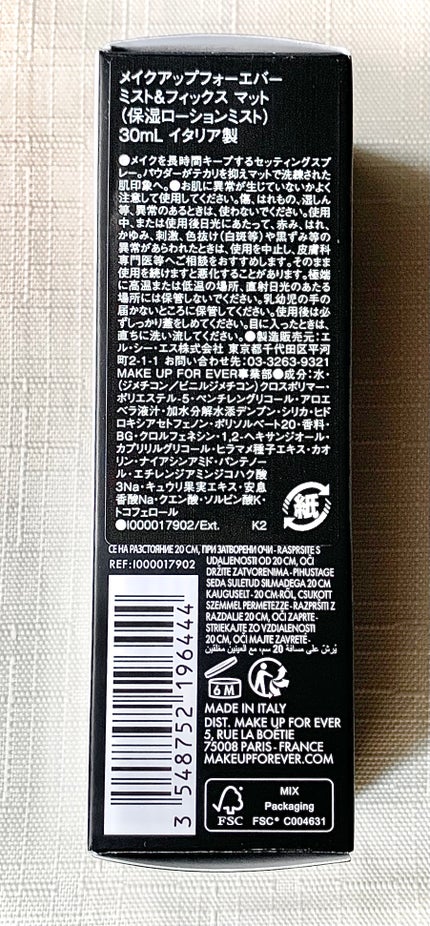 メイクアップフォーエバー
ミスト&フィックス マット
(保湿ローションミスト)
30mL イタリア製
●メイクを長時間キープするセッティングスプ
レー。パウダーがテカリを抑えマットで洗練された
肌印象へ。●お肌に異常が生じていないかよく
注意して使用してください。傷、はれもの、湿しん
等、異常のあるときは、使わないでください。使用
中、または使用後日光にあたって、赤み、はれ、
かゆみ、刺激、色抜け(白斑等)や黒ずみ等の
異常があらわれたときは、使用を中止し、皮膚科
専門医等へご相談をおすすめします。そのまま
使用を続けますと悪化することがあります。極端
に高温または低温の場所、直射日光のあたる
場所には保管しないでください。乳幼児の手の
届かないところに保管してください。使用後は必
ずしっかり蓋をしめてください。目に入ったときは、
直ちに洗い流してください。●製造販売元:エ
ル・シー・エス株式会社 東京都千代田区平河
町2-1-1 お問い合わせ先:03-3263-9321
MAKE UP FOR EVER事業部●成分:水・
(ジメチコン/ビニルジメチコン)クロスポリマー・
ポリエステル-5・ペンチレングリコール・アロエ
ベラ液汁・加水分解水添デンプン・シリカ・ヒド
ロキシアセトフェノン・ポリソルベート20・香料・
BG・クロルフェネシン・1,2-ヘキサンジオール・
カプリリルグリコール・ヒラマメ種子エキス・カオ
リン・ナイアシンアミド・パンテノー
ル・エチレンジアミンジコハク酸
3Na・キュウリ果実エキス・安息
香酸Na・クエン酸・ソルビン酸K・
トコフェロール
●I000017902/Ext. K2
紙
СЕ НА РАЗСТОЯНИЕ 20 СМ, ПРИ ЗАТВОРЕНИ ОЧИ - RASPRSITE S
REF:I000017902
UDALJENOSTI OD 20 CM, OČI
DRŽITE ZATVORENIMA - PIHUSTAGE
SEDA SULETUD SILMADEGA 20 CM
KAUGUSELT - 20 CM-RŐL, CSUKOTT
SZEMMEL PERMETEZZE - RAZPRŠITI Z
RAZDALJE 20 CM, OČI ZAPRTE -
STRIEKAJTE ZO VZDIALENOSTI
20 CM, OČI MAJTE ZAVRETÉ -
يُرش على مسافة 20 سم، مع العينين مغلقتين
6 M
MADE IN ITALY
DIST. MAKE UP FOR EVER
5, RUE LA BOÉTIE
75008 PARIS - FRANCE
MAKEUPFOREVER.COM
3 548752 196444
FSC
MIX
Packaging
FSC® C004631